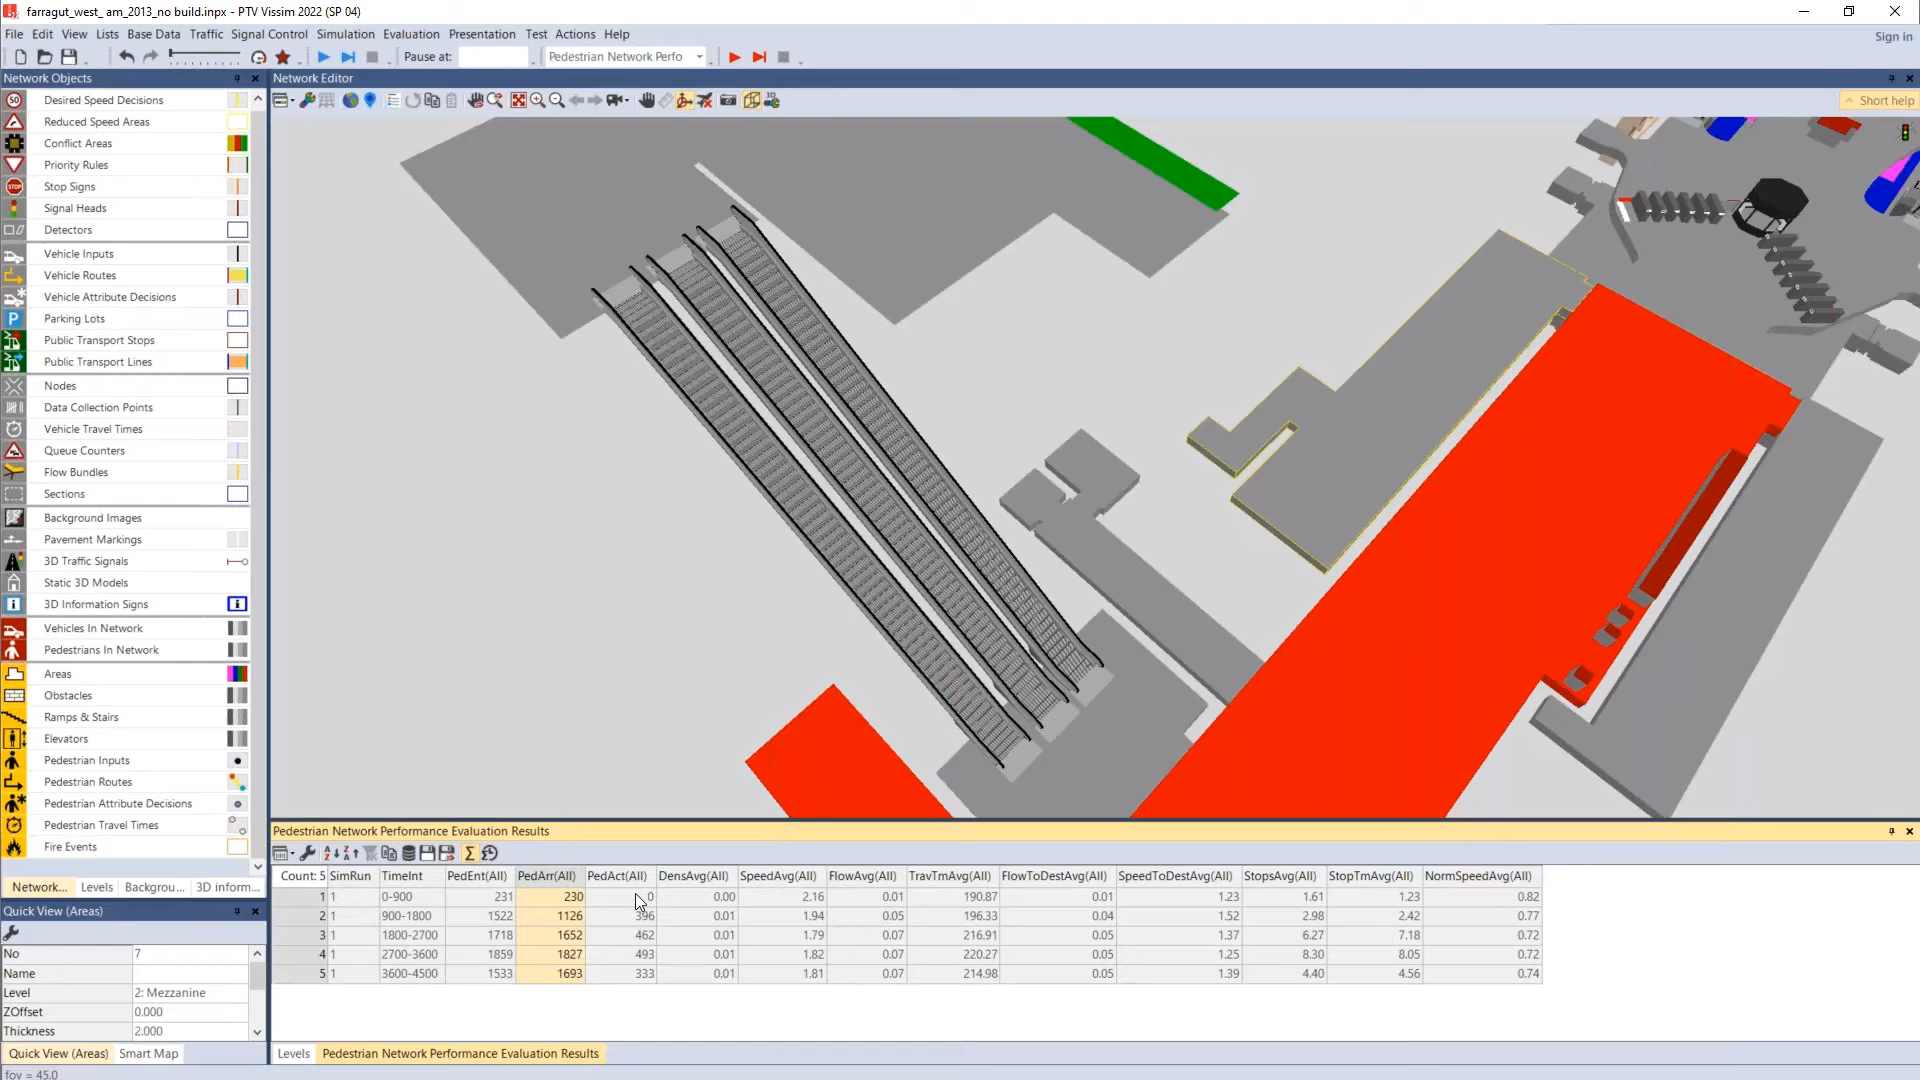 farragut_west_ am_2013_no build.inpx - PTV Vissim 2022 (SP 04)
File Edit View Lists Base Data Traffic Signal Control Simulation Evaluation Presentation Test Actions Help
Sign in
Pause at: Pedestrian Network Perfo
Network Objects
Network Editor
Short help
50 Desired Speed Decisions
Reduced Speed Areas
Conflict Areas
Priority Rules
STOP Stop Signs
Signal Heads
Detectors
Vehicle Inputs
Vehicle Routes
Vehicle Attribute Decisions
P Parking Lots
Public Transport Stops
Public Transport Lines
Nodes
Data Collection Points
Vehicle Travel Times
Queue Counters
Flow Bundles
Sections
Background Images
Pavement Markings
3D Traffic Signals
Static 3D Models
3D Information Signs
Vehicles In Network
Pedestrians In Network
Areas
Obstacles
Ramps & Stairs
Elevators
Pedestrian Inputs
Pedestrian Routes
Pedestrian Attribute Decisions
Pedestrian Travel Times
Fire Events
Network... Levels Backgrou... 3D inform...
Quick View (Areas)
No 7
Name
Level 2: Mezzanine
ZOffset 0.000
Thickness 2.000
Quick View (Areas) Smart Map
fov = 45.0
Pedestrian Network Performance Evaluation Results
Count: 5 SimRun TimeInt PedEnt(All) PedArr(All) PedAct(All) DensAvg(All) SpeedAvg(All) FlowAvg(All) TravTmAvg(All) FlowToDestAvg(All) SpeedToDestAvg(All) StopsAvg(All) StopTmAvg(All) NormSpeedAvg(All)
1 1 0-900 231 230 0 0.00 2.16 0.01 190.87 0.01 1.23 1.61 1.23 0.82
2 1 900-1800 1522 1126 396 0.01 1.94 0.05 196.33 0.04 1.52 2.98 2.42 0.77
3 1 1800-2700 1718 1652 462 0.01 1.79 0.07 216.91 0.05 1.37 6.27 7.18 0.72
4 1 2700-3600 1859 1827 493 0.01 1.82 0.07 220.27 0.05 1.25 8.30 8.05 0.72
5 1 3600-4500 1533 1693 333 0.01 1.81 0.07 214.98 0.05 1.39 4.40 4.56 0.74
Levels Pedestrian Network Performance Evaluation Results